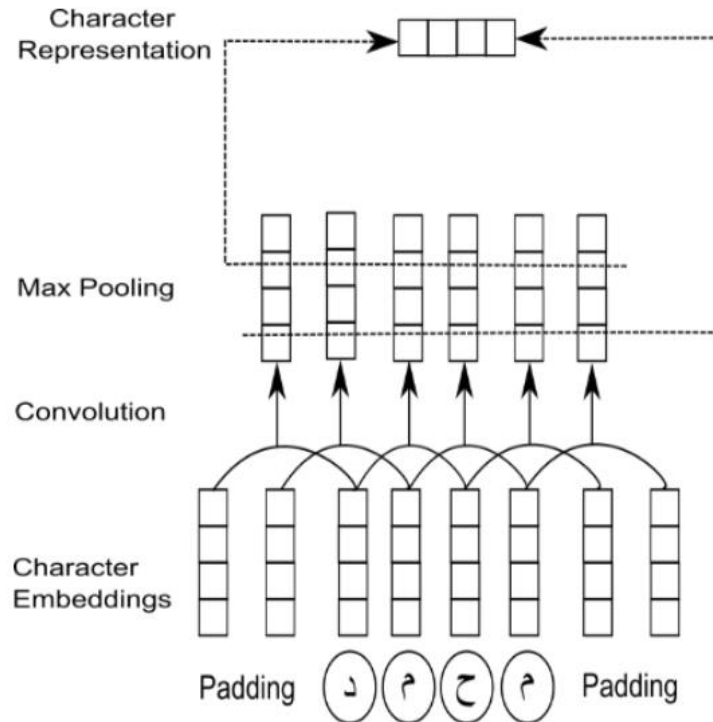 Character
Representation
Max Pooling
Convolution
Character
Embeddings
Padding د م ح م Padding